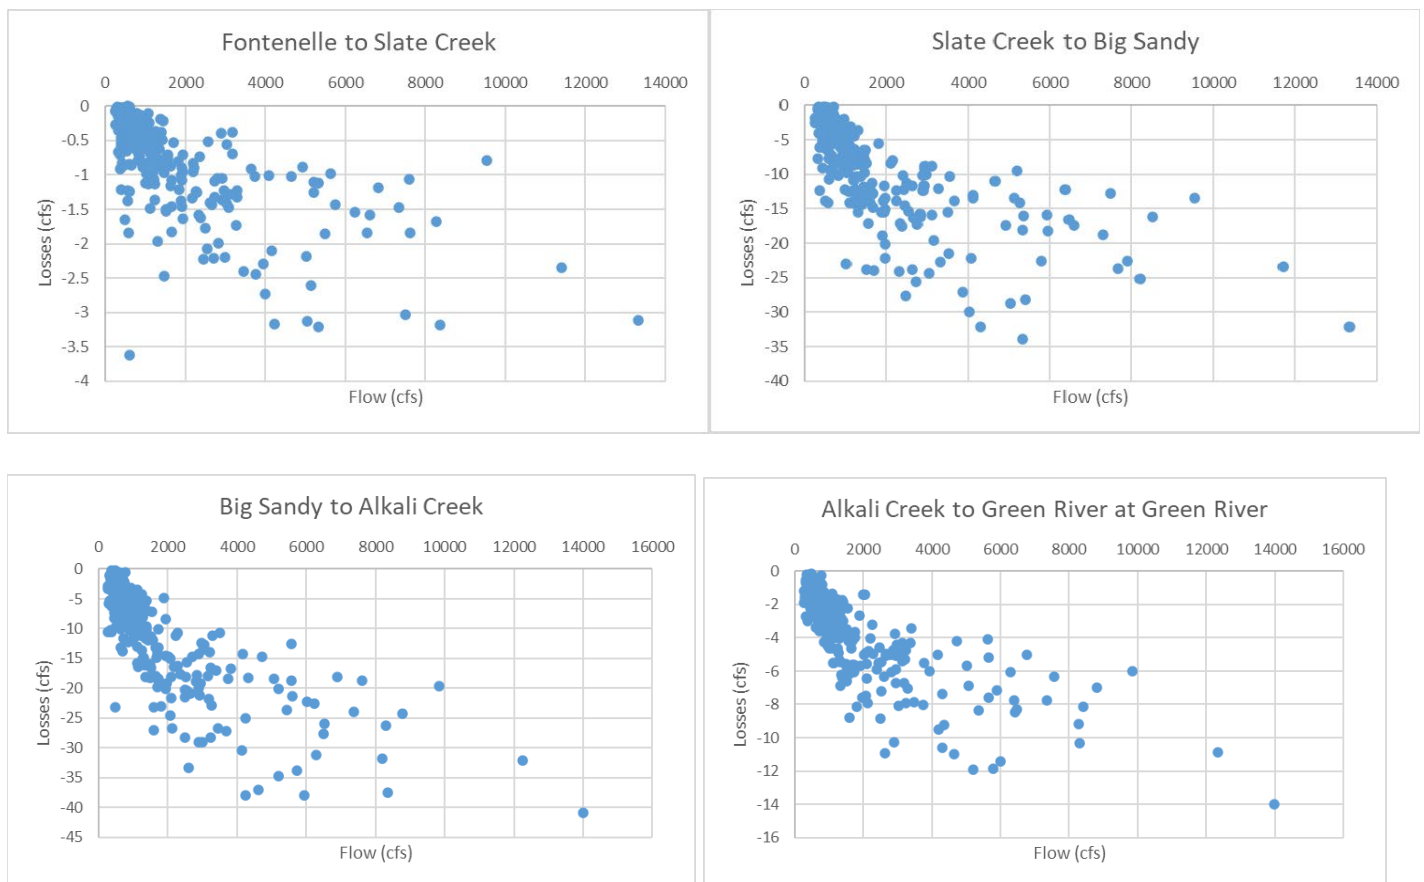 Fontenelle to Slate Creek
0 2000 4000 6000 8000 10000 12000 14000
0
-0.5
-1
-1.5
-2
-2.5
-3
-3.5
-4
Losses (cfs)
Flow (cfs)
Slate Creek to Big Sandy
0 2000 4000 6000 8000 10000 12000 14000
0
-5
-10
-15
-20
-25
-30
-35
-40
Losses (cfs)
Flow (cfs)
Big Sandy to Alkali Creek
0 2000 4000 6000 8000 10000 12000 14000 16000
0
-5
-10
-15
-20
-25
-30
-35
-40
-45
Losses (cfs)
Flow (cfs)
Alkali Creek to Green River at Green River
0 2000 4000 6000 8000 10000 12000 14000 16000
0
-2
-4
-6
-8
-10
-12
-14
-16
Losses (cfs)
Flow (cfs)